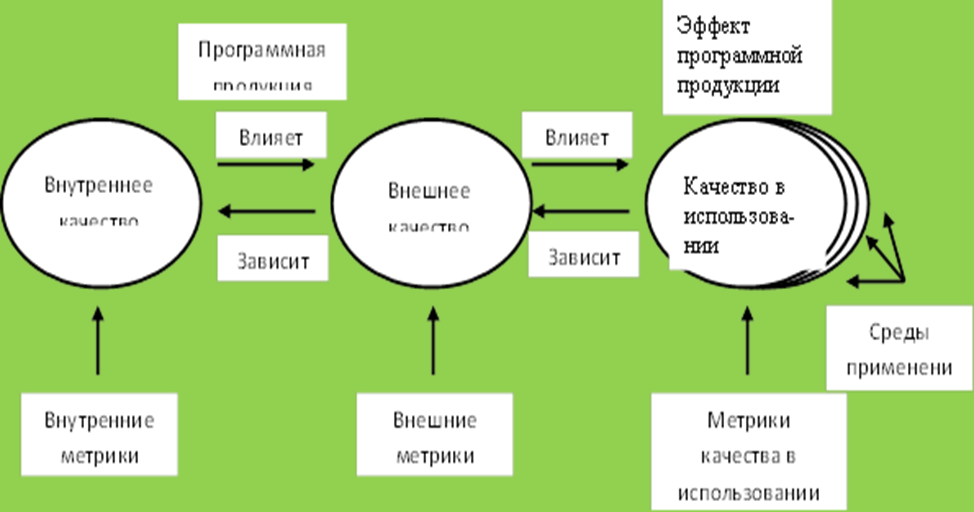 Эффект
программной
продукции
Программная
продукция
Влияет
Влияет
Внутреннее
качество
Внешнее
качество
Качество в
использова-
нии
Зависит
Зависит
Среды
применени
Внутренние
метрики
Внешние
метрики
Метрики
качества в
использовании